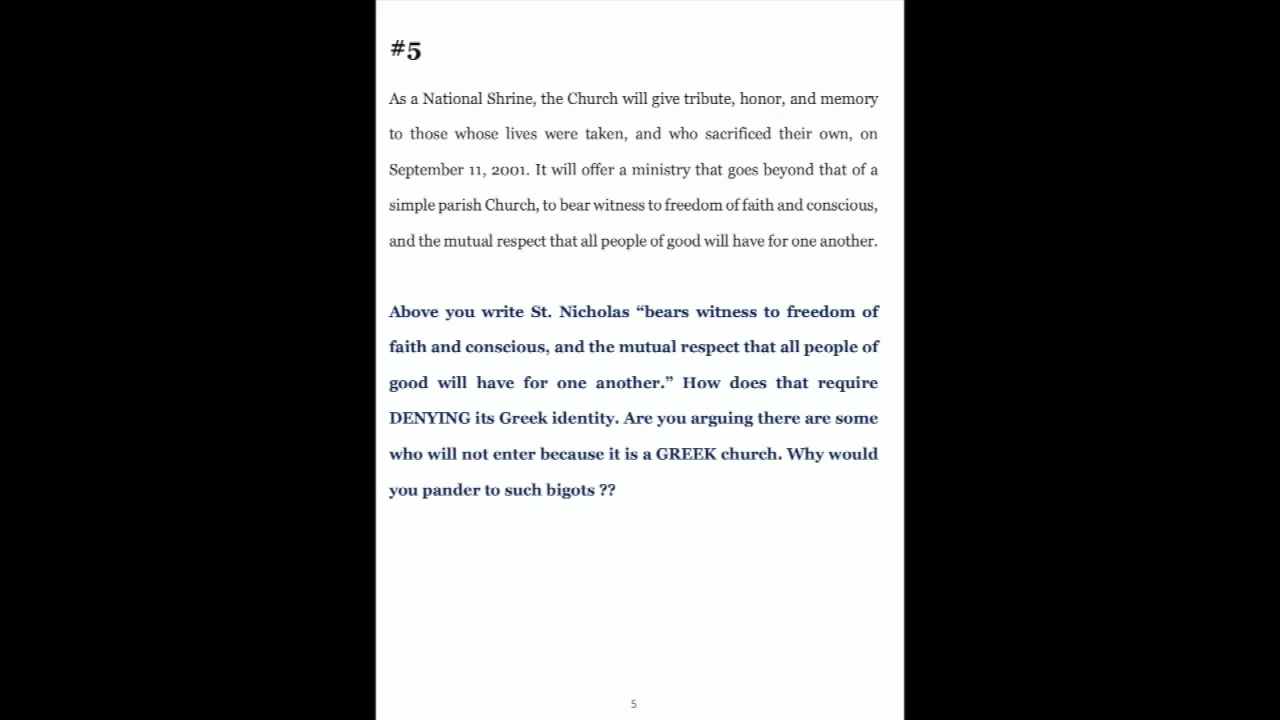 #5
As a National Shrine, the Church will give tribute, honor, and memory
to those whose lives were taken, and who sacrificed their own, on
September 11, 2001. It will offer a ministry that goes beyond that of a
simple parish Church, to bear witness to freedom of faith and conscious,
and the mutual respect that all people of good will have for one another.
Above you write St. Nicholas “bears witness to freedom of
faith and conscious, and the mutual respect that all people of
good will have for one another.” How does that require
DENYING its Greek identity. Are you arguing there are some
who will not enter because it is a GREEK church. Why would
you pander to such bigots ??
5